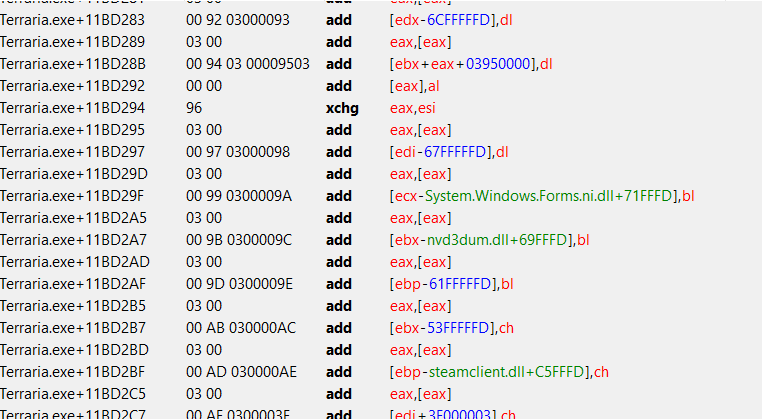 Terraria.exe+11BD283 00 92 03000093 add [edx-6CFFFFFD],dl
Terraria.exe+11BD289 03 00 add eax,[eax]
Terraria.exe+11BD28B 00 94 03 00009503 add [ebx+eax+03950000],dl
Terraria.exe+11BD292 00 00 add [eax],al
Terraria.exe+11BD294 96 xchg eax,esi
Terraria.exe+11BD295 03 00 add eax,[eax]
Terraria.exe+11BD297 00 97 03000098 add [edi-67FFFFFD],dl
Terraria.exe+11BD29D 03 00 add eax,[eax]
Terraria.exe+11BD29F 00 99 0300009A add [ecx-System.Windows.Forms.ni.dll+71FFFD],bl
Terraria.exe+11BD2A5 03 00 add eax,[eax]
Terraria.exe+11BD2A7 00 9B 0300009C add [ebx-nvd3dum.dll+69FFFD],bl
Terraria.exe+11BD2AD 03 00 add eax,[eax]
Terraria.exe+11BD2AF 00 9D 0300009E add [ebp-61FFFFFD],bl
Terraria.exe+11BD2B5 03 00 add eax,[eax]
Terraria.exe+11BD2B7 00 AB 030000AC add [ebx-53FFFFFD],ch
Terraria.exe+11BD2BD 03 00 add eax,[eax]
Terraria.exe+11BD2BF 00 AD 030000AE add [ebp-steamclient.dll+C5FFFD],ch
Terraria.exe+11BD2C5 03 00 add eax,[eax]
Terraria.exe+11BD2C7 00 AF 0300003F add [edi+3F000003],ch